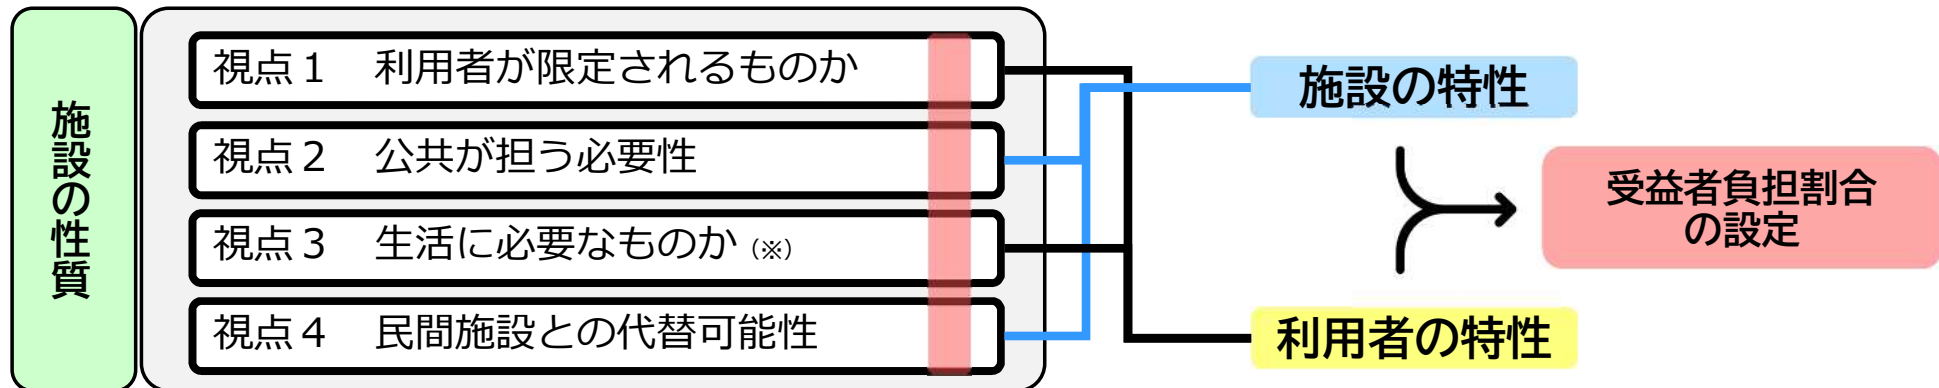 施設の性質
視点１　利用者が限定されるものか
視点２　公共が担う必要性
視点３　生活に必要なものか（※）
視点４　民間施設との代替可能性
施設の特性
利用者の特性
受益者負担割合
の設定